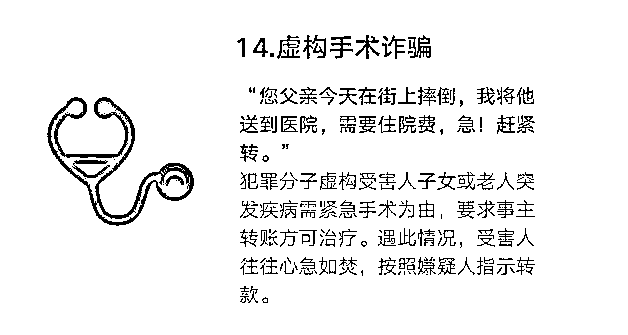 14.虚构手术诈骗
“您父亲今天在街上摔倒，我将他
送到医院，需要住院费，急！赶紧
转。”
犯罪分子虚构受害人子女或老人突
发疾病需紧急手术为由，要求事主
转账方可治疗。遇此情况，受害人
往往心急如焚，按照嫌疑人指示转
款。